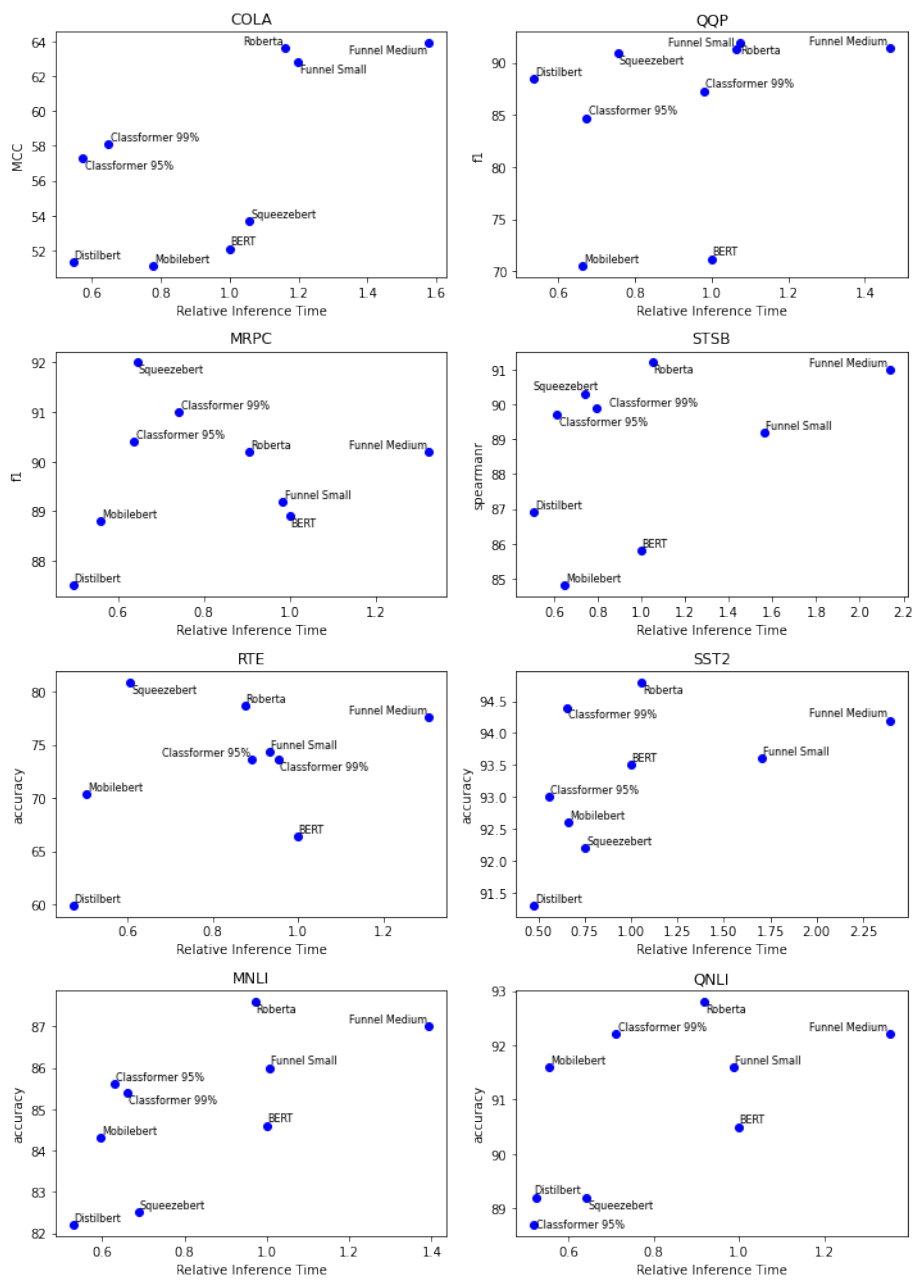 COLA
64
62
60
58
56
54
52
MCC
Roberta
Funnel Medium
Funnel Small
Classformer 99%
Classformer 95%
Squeezebert
BERT
Distilbert
Mobilebert
0.6 0.8 1.0 1.2 1.4 1.6
Relative Inference Time
QQP
90
85
80
75
70
f1
Funnel Small
Funnel Medium
Roberta
Squeezebert
Distilbert
Classformer 99%
Classformer 95%
BERT
Mobilebert
0.6 0.8 1.0 1.2 1.4
Relative Inference Time
MRPC
92
91
90
89
88
f1
Squeezebert
Classformer 99%
Classformer 95%
Roberta
Funnel Medium
Funnel Small
BERT
Mobilebert
Distilbert
0.6 0.8 1.0 1.2
Relative Inference Time
STSB
91
90
89
88
87
86
85
spearmanr
Roberta
Funnel Medium
Squeezebert
Classformer 99%
Classformer 95%
Funnel Small
Distilbert
BERT
Mobilebert
0.6 0.8 1.0 1.2 1.4 1.6 1.8 2.0 2.2
Relative Inference Time
RTE
80
75
70
65
60
accuracy
Squeezebert
Roberta
Funnel Medium
Funnel Small
Classformer 95%
Classformer 99%
Mobilebert
BERT
Distilbert
0.6 0.8 1.0 1.2
Relative Inference Time
SST2
94.5
94.0
93.5
93.0
92.5
92.0
91.5
accuracy
Roberta
Classformer 99%
Funnel Medium
BERT
Funnel Small
Classformer 95%
Mobilebert
Squeezebert
Distilbert
0.50 0.75 1.00 1.25 1.50 1.75 2.00 2.25
Relative Inference Time
MNLI
87
86
85
84
83
82
accuracy
Roberta
Funnel Medium
Funnel Small
Classformer 95%
Classformer 99%
BERT
Mobilebert
Squeezebert
Distilbert
0.6 0.8 1.0 1.2 1.4
Relative Inference Time
QNLI
93
92
91
90
89
accuracy
Roberta
Classformer 99%
Funnel Medium
Mobilebert
Funnel Small
BERT
Distilbert
Squeezebert
Classformer 95%
0.6 0.8 1.0 1.2
Relative Inference Time